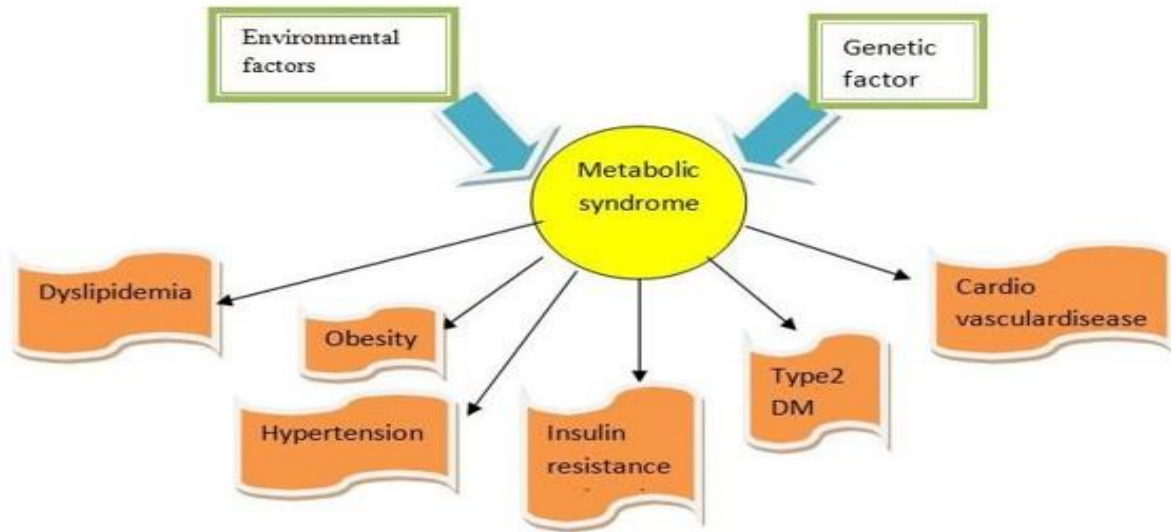 Environmental
factors
Genetic
factor
Metabolic
syndrome
Dyslipidemia
Obesity
Hypertension
Insulin
resistance
Type2
DM
Cardio
vasculardisease